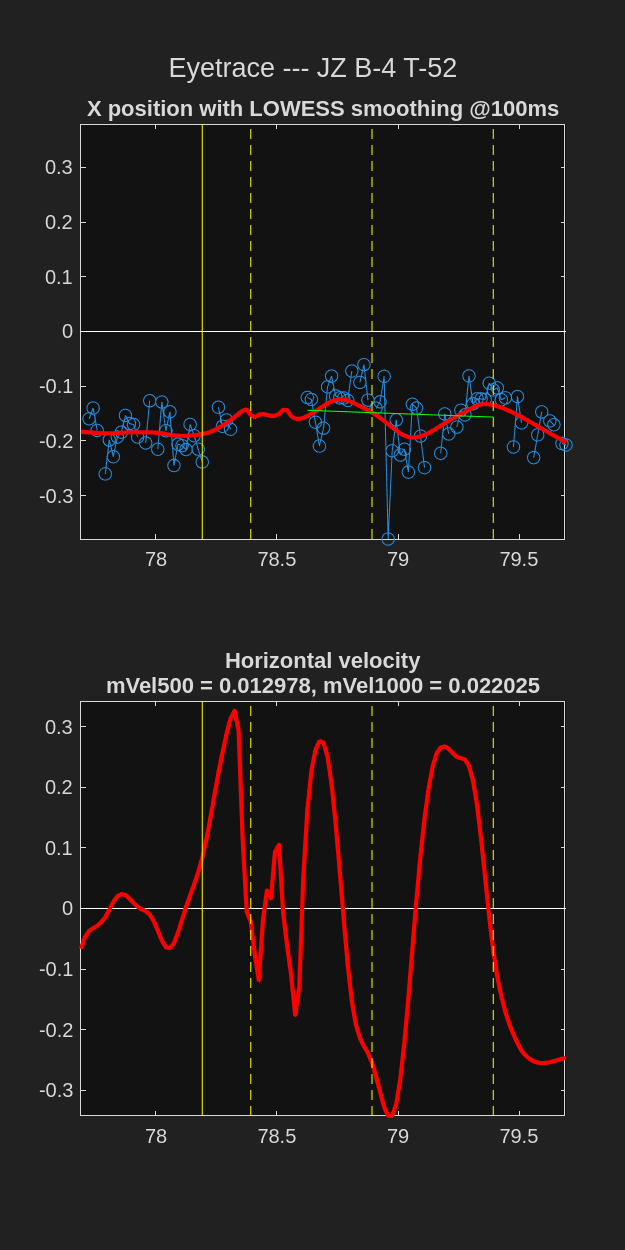 Eyetrace --- JZ B-4 T-52
X position with LOWESS smoothing @100ms
0.3
0.2
0.1
0
-0.1
-0.2
-0.3
78 78.5 79 79.5
Horizontal velocity
mVel500 = 0.012978, mVel1000 = 0.022025
0.3
0.2
0.1
0
-0.1
-0.2
-0.3
78 78.5 79 79.5